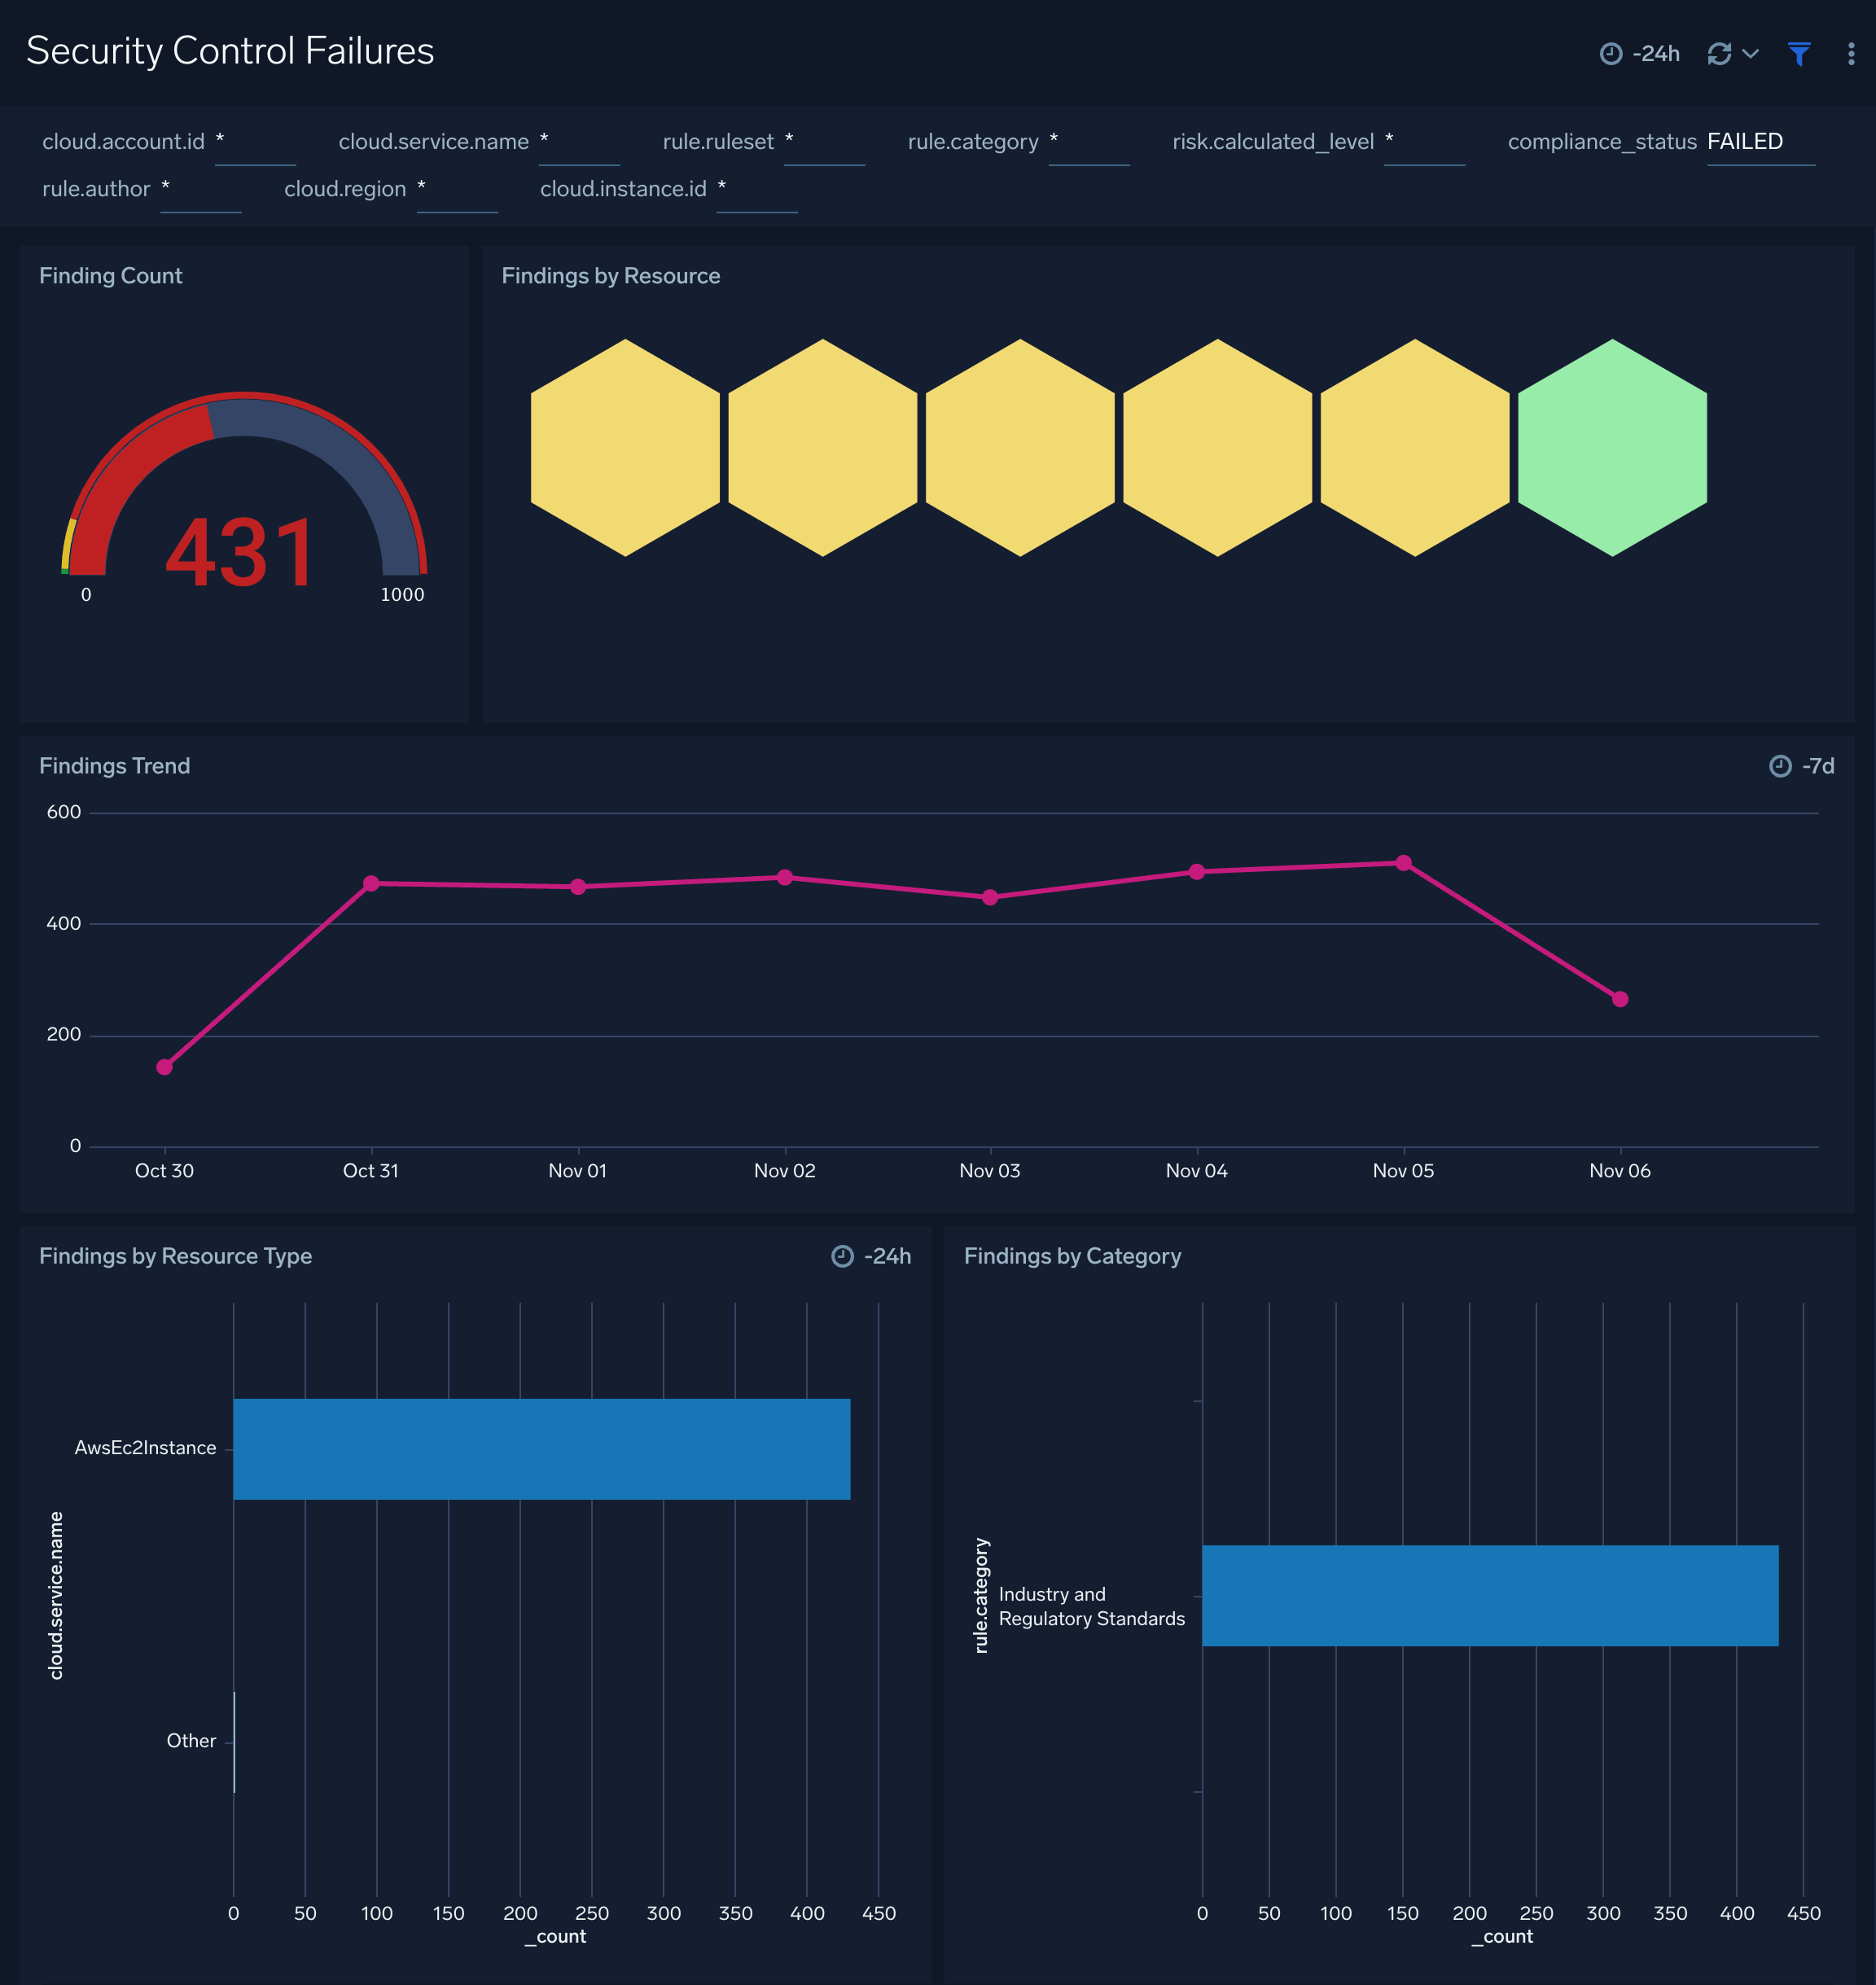 Security Control Failures
-24h
cloud.account.id *
cloud.service.name *
rule.ruleset *
rule.category *
risk.calculated_level *
compliance_status FAILED
rule.author *
cloud.region *
cloud.instance.id *
Finding Count
431
0
1000
Findings by Resource
Findings Trend
-7d
600
400
200
0
Oct 30
Oct 31
Nov 01
Nov 02
Nov 03
Nov 04
Nov 05
Nov 06
Findings by Resource Type
-24h
cloud.service.name
AwsEc2Instance
Other
0 50 100 150 200 250 300 350 400 450
_count
Findings by Category
rule.category
Industry and
Regulatory Standards
0 50 100 150 200 250 300 350 400 450
_count